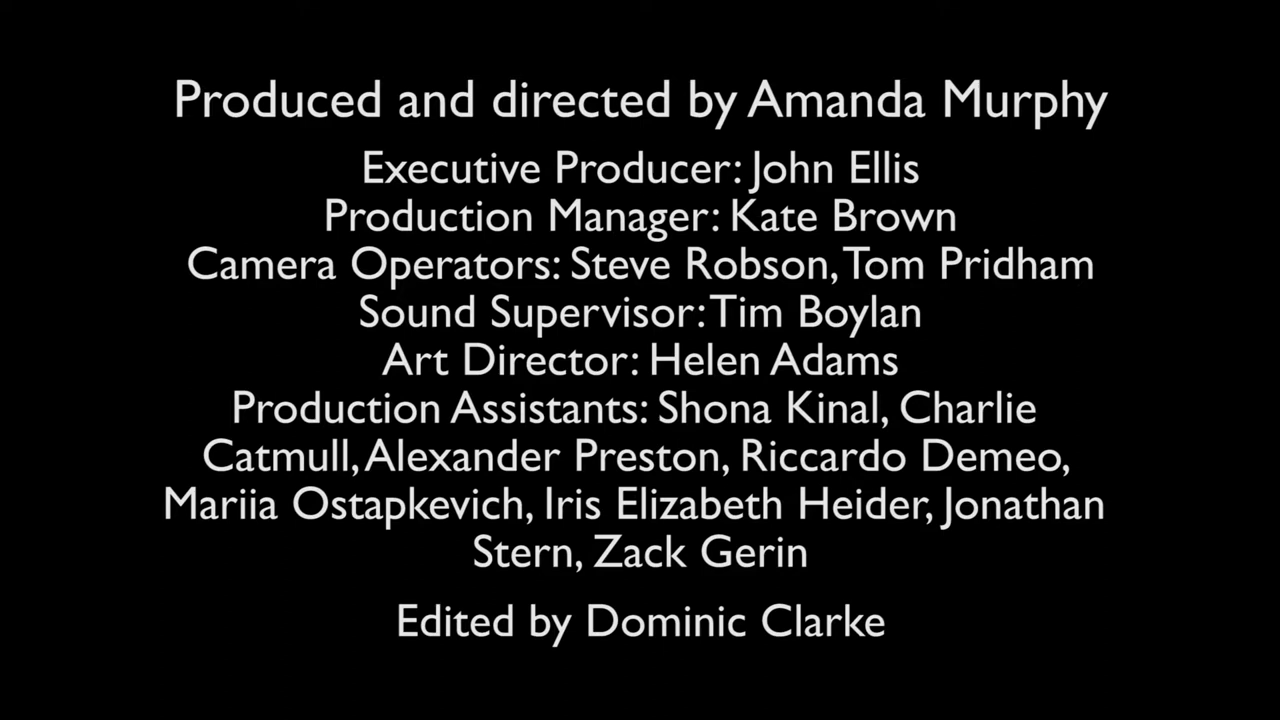 Produced and directed by Amanda Murphy
Executive Producer: John Ellis
Production Manager: Kate Brown
Camera Operators: Steve Robson, Tom Pridham
Sound Supervisor: Tim Boylan
Art Director: Helen Adams
Production Assistants: Shona Kinal, Charlie
Catmull, Alexander Preston, Riccardo Demeo,
Mariia Ostapkevich, Iris Elizabeth Heider, Jonathan
Stern, Zack Gerin
Edited by Dominic Clarke